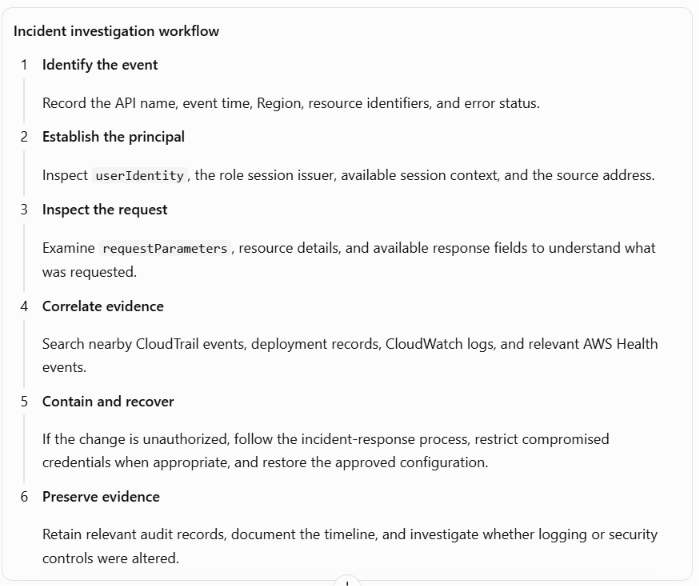 Incident investigation workflow
1 Identify the event
Record the API name, event time, Region, resource identifiers, and error status.
2 Establish the principal
Inspect userIdentity, the role session issuer, available session context, and the source address.
3 Inspect the request
Examine requestParameters, resource details, and available response fields to understand what
was requested.
4 Correlate evidence
Search nearby CloudTrail events, deployment records, CloudWatch logs, and relevant AWS Health
events.
5 Contain and recover
If the change is unauthorized, follow the incident-response process, restrict compromised
credentials when appropriate, and restore the approved configuration.
6 Preserve evidence
Retain relevant audit records, document the timeline, and investigate whether logging or security
controls were altered.